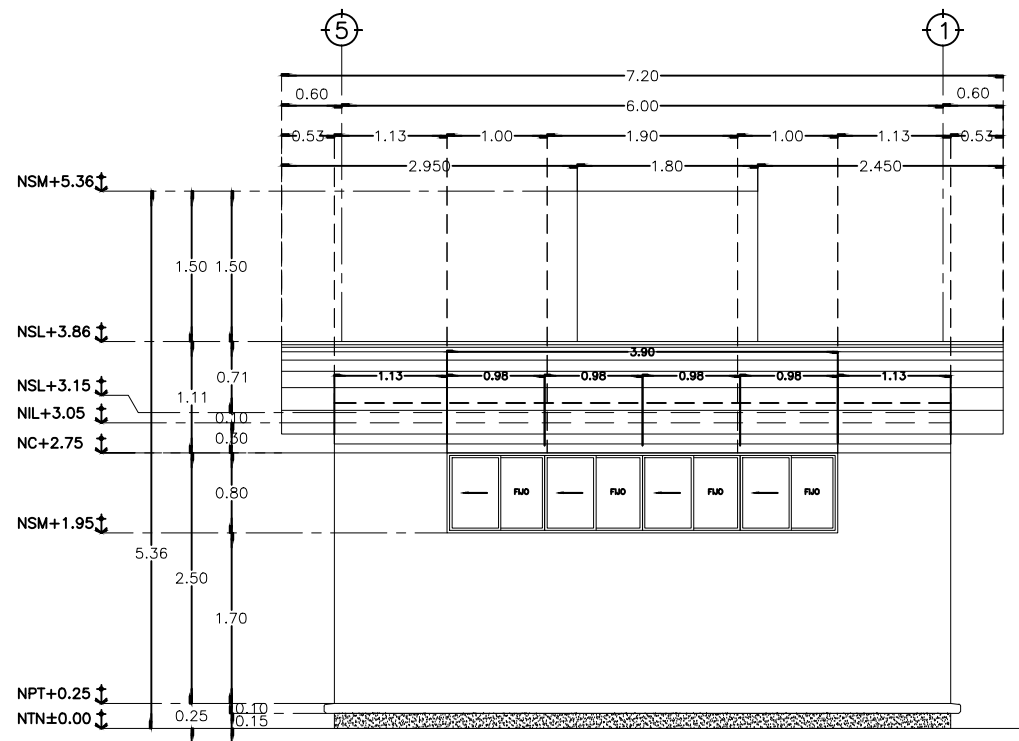 5 1
7.20
0.60 6.00 0.60
0.53 1.13 1.00 1.90 1.00 1.13 0.53
2.950 1.80 2.450
NSM+5.36
1.50 1.50
NSL+3.86
3.90
0.71
1.13 0.98 0.98 0.98 0.98 1.13
NSL+3.15
1.11
NIL+3.05
0.10
0.30
NC+2.75
0.80
FIJO FIJO FIJO FIJO
NSM+1.95
5.36
2.50
1.70
NPT+0.25
0.10
0.25
0.15
NTN±0.00